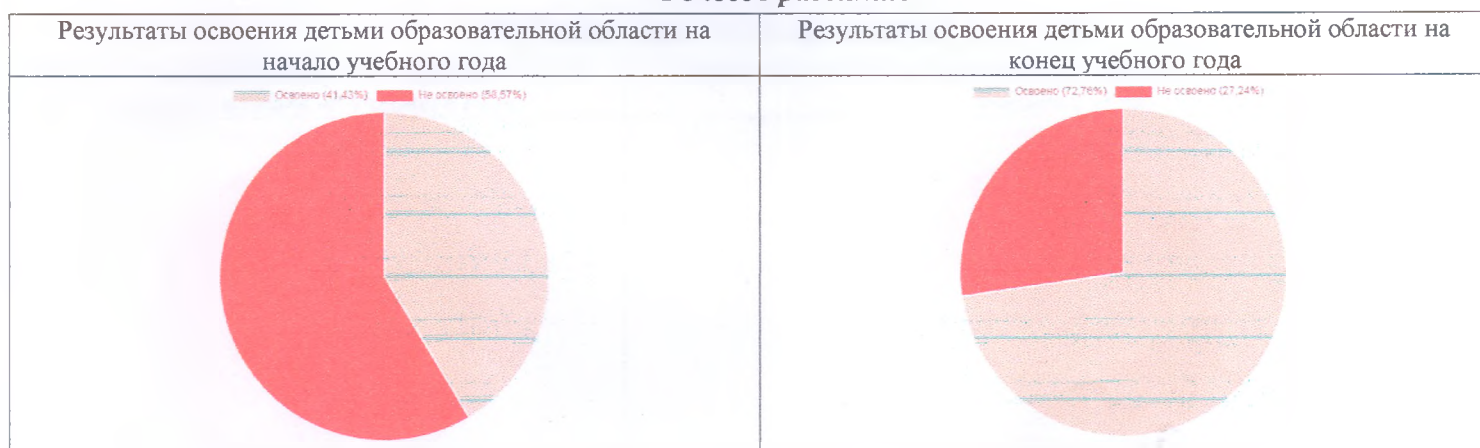 Результаты освоения детьми образовательной области на
начало учебного года
Результаты освоения детьми образовательной области на
конец учебного года
Освоено (41,43%) Не освоено (58,57%)
Освоено (72,76%) Не освоено (27,24%)